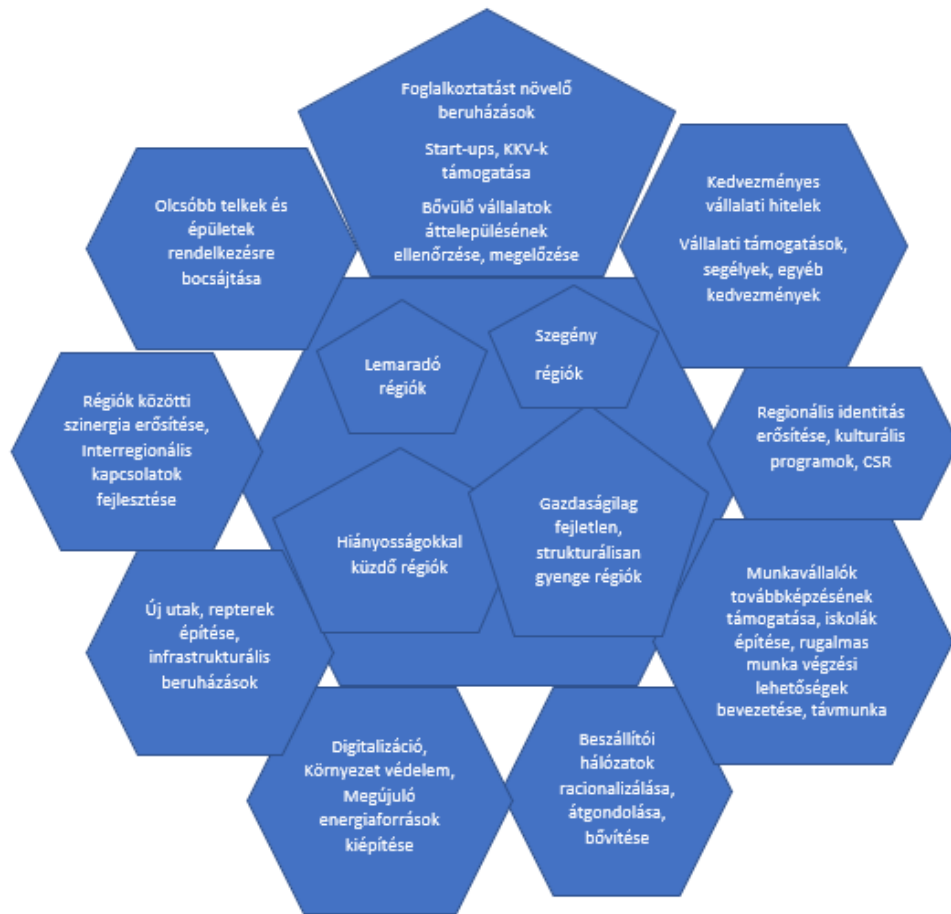 Foglalkoztatást növelő
beruházások
Start-ups, KKV-k
támogatása
Bővülő vállalatok
áttelepülésének
ellenőrzése, megelőzése
Kedvezményes
vállalati hitelek
Vállalati támogatások,
segélyek, egyéb
kedvezmények
Olcsóbb telkek és
épületek
rendelkezésre
bocsájtása
Lemaradó
régiók
Szegény
régiók
Régiók közötti
szinergia erősítése,
Interregionális
kapcsolatok
fejlesztése
Regionális identitás
erősítése, kulturális
programok, CSR
Hiányosságokkal
küzdő régiók
Gazdaságilag
fejletlen,
strukturálisan
gyenge régiók
Új utak, repterek
építése,
infrastrukturális
beruházások
Munkavállalók
továbbképzésének
támogatása, iskolák
építése, rugalmas
munka végzési
lehetőségek
bevezetése, távmunka
Digitalizáció,
Környezet védelem,
Megújuló
energiaforrások
kiépítése
Beszállítói
hálózatok
racionalizálása,
átgondolása,
bővítése